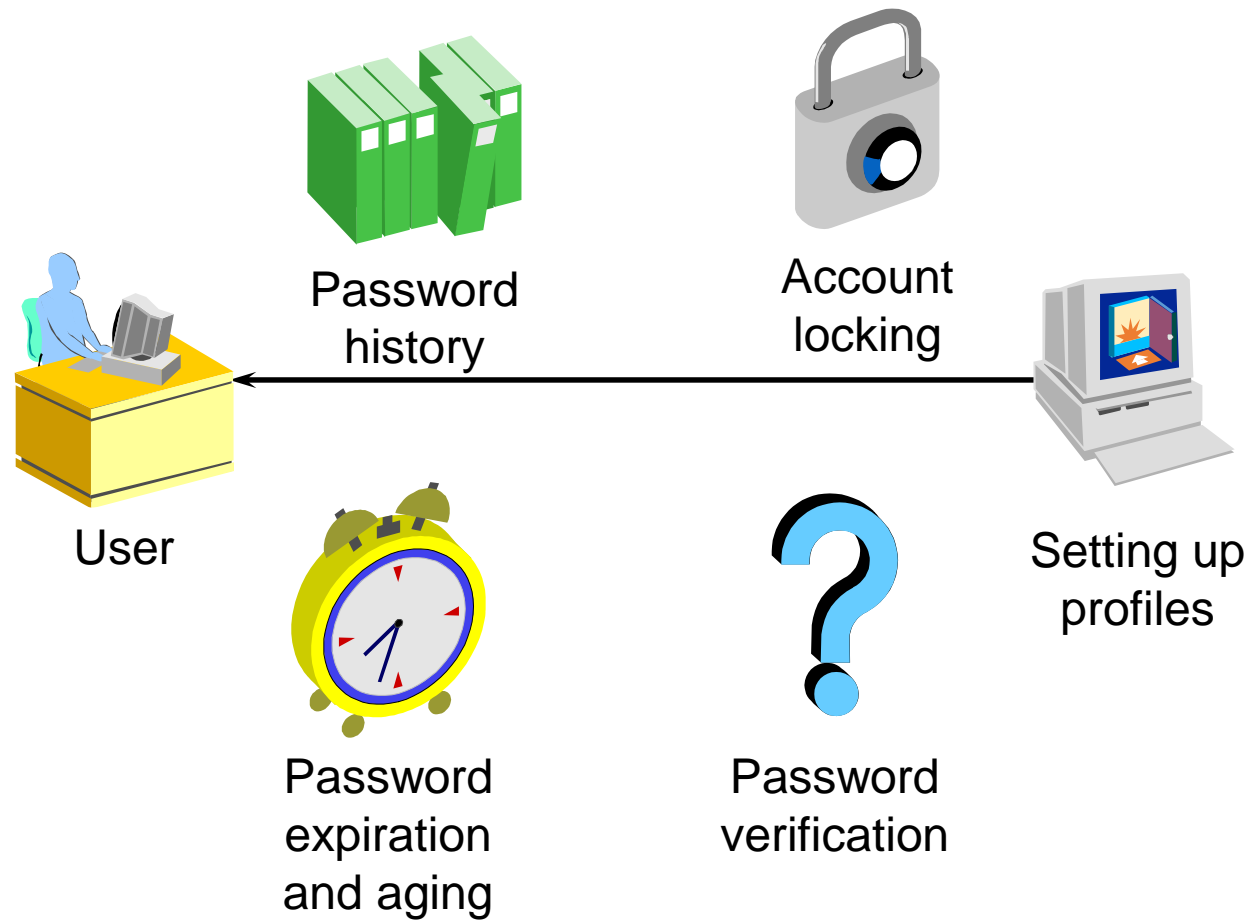 Password
history
Account
locking
User
Setting up
profiles
Password
expiration
and aging
Password
verification